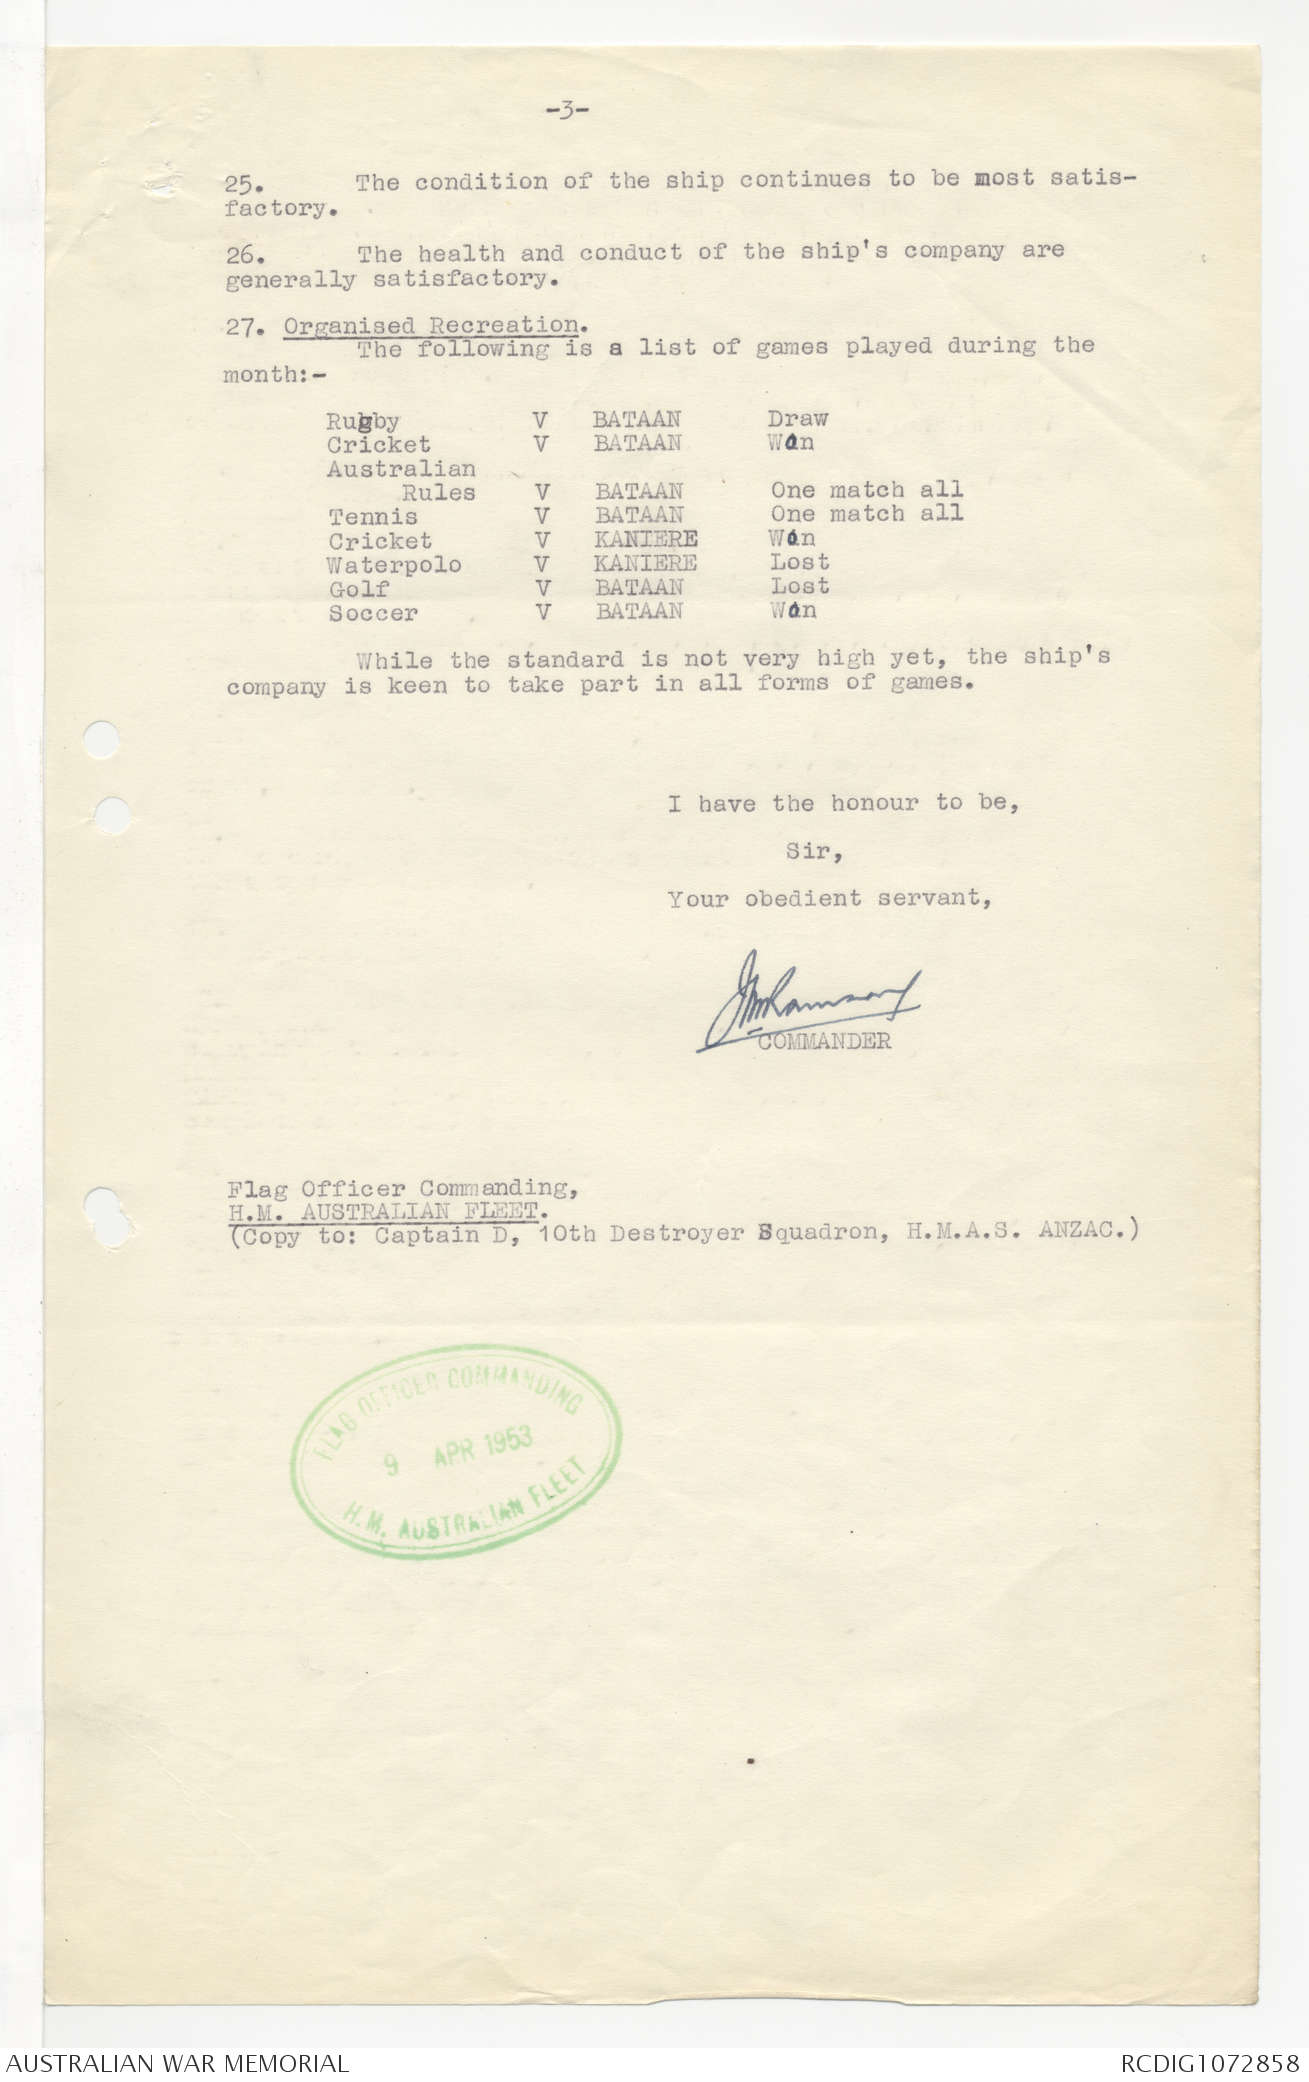 -3-
25. The condition of the ship continues to be most satis-
factory.
26. The health and conduct of the ship's company are
generally satisfactory.
27. Organised Recreation.
The following is a list of games played during the
month:-
Rugby V BATAAN Draw
Cricket V BATAAN Won
Australian
Rules V BATAAN One match all
Tennis V BATAAN One match all
Cricket V KANIERE Won
Waterpolo V KANIERE Lost
Golf V BATAAN Lost
Soccer V BATAAN Won
While the standard is not very high yet, the ship's
company is keen to take part in all forms of games.
I have the honour to be,
Sir,
Your obedient servant,
JMRamsay
COMMANDER
Flag Officer Commanding,
H.M. AUSTRALIAN FLEET.
(Copy to: Captain D, 10th Destroyer Squadron, H.M.A.S. ANZAC.)
FLAG OFFICER COMMANDING
9 APR 1953
H.M. AUSTRALIAN FLEET
AUSTRALIAN WAR MEMORIAL
RCDIG1072858